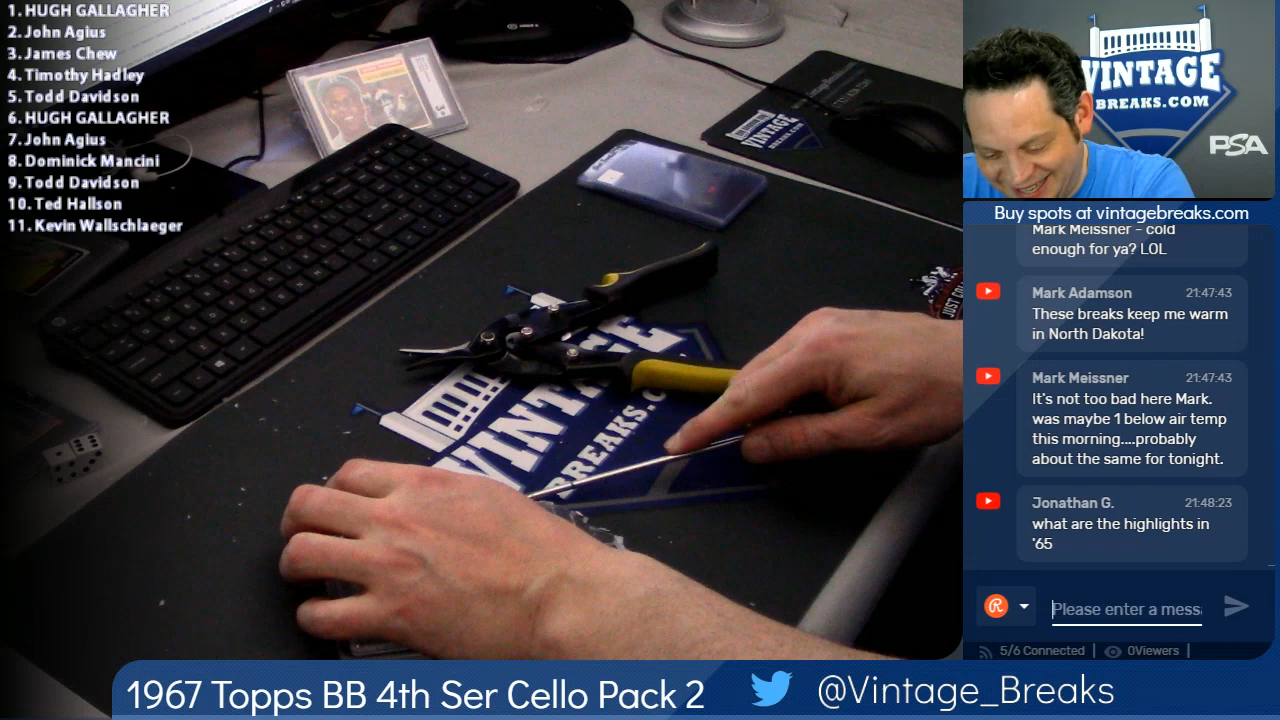 1. HUGH GALLAGHER
2. John Agius
3. James Chew
4. Timothy Hadley
5. Todd Davidson
6. HUGH GALLAGHER
7. John Agius
8. Dominick Mancini
9. Todd Davidson
10. Ted Hallson
11. Kevin Wallschlaeger
VINTAGE
BREAKS.COM
PSA
VINTAGE
VINTAGE
BREAKS.C
JUST
Buy spots at vintagebreaks.com
Mark Meissner - cold
enough for ya? LOL
Mark Adamson 21:47:43
These breaks keep me warm
in North Dakota!
Mark Meissner 21:47:43
It's not too bad here Mark.
was maybe 1 below air temp
this morning....probably
about the same for tonight.
Jonathan G. 21:48:23
what are the highlights in
'65
Please enter a mess
5/6 Connected | 0Viewers |
1967 Topps BB 4th Ser Cello Pack 2
@Vintage_Breaks